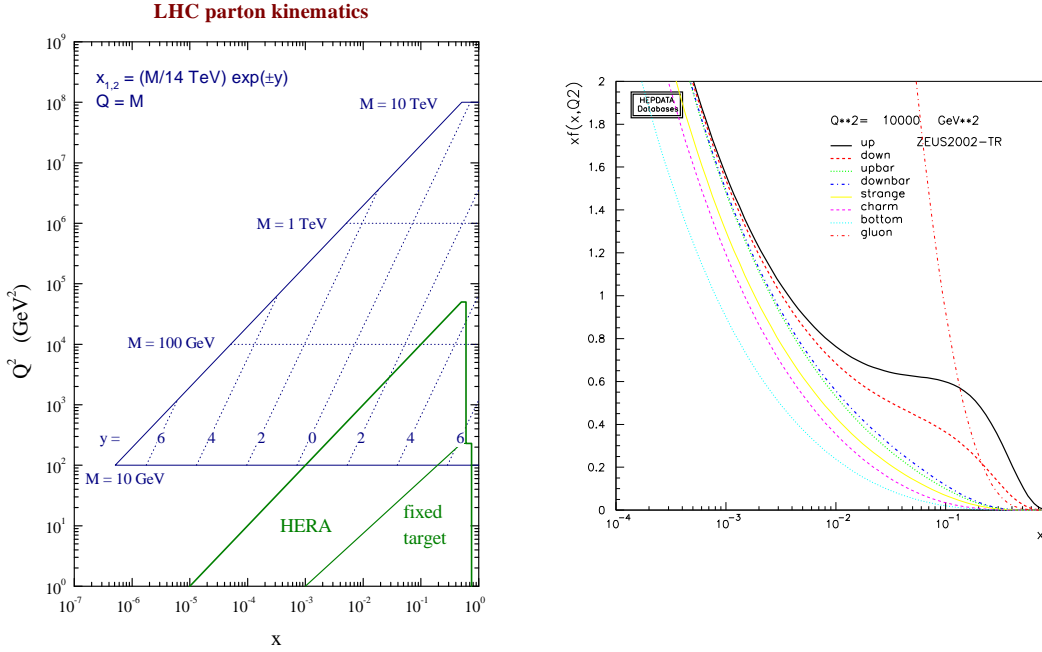 LHC parton kinematics
x₁,₂ = (M/14 TeV) exp(±y)
Q = M
M = 10 TeV
M = 1 TeV
M = 100 GeV
M = 10 GeV
y = 6 4 2 0 2 4 6
HERA
fixed
target
Q² (GeV²)
10⁹
10⁸
10⁷
10⁶
10⁵
10⁴
10³
10²
10¹
10⁰
10⁻⁷ 10⁻⁶ 10⁻⁵ 10⁻⁴ 10⁻³ 10⁻² 10⁻¹ 10⁰
x
xf(x,Q2)
2
1.8
1.6
1.4
1.2
1
0.8
0.6
0.4
0.2
0
HEPDATA
Databases
Q**2= 10000 GeV**2
up ZEUS2002-TR
down
upbar
downbar
strange
charm
bottom
gluon
10⁻⁴ 10⁻³ 10⁻² 10⁻¹
x